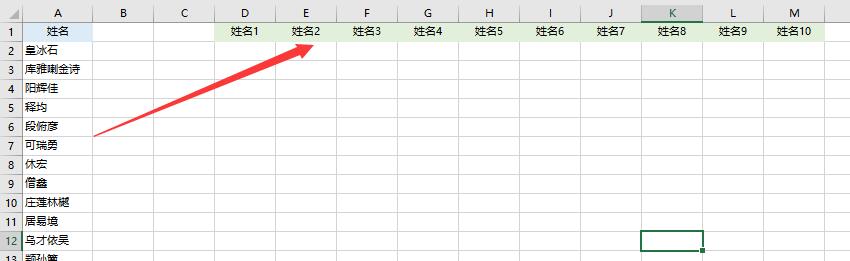 A B C D E F G H I J K L M
1 姓名 姓名1 姓名2 姓名3 姓名4 姓名5 姓名6 姓名7 姓名8 姓名9 姓名10
2 皇冰石
3 库雅喇金诗
4 阳辉佳
5 释均
6 段俯彦
7 可瑞勇
8 休宏
9 僧鑫
10 庄莲林樾
11 居易境
12 乌才依昊
13